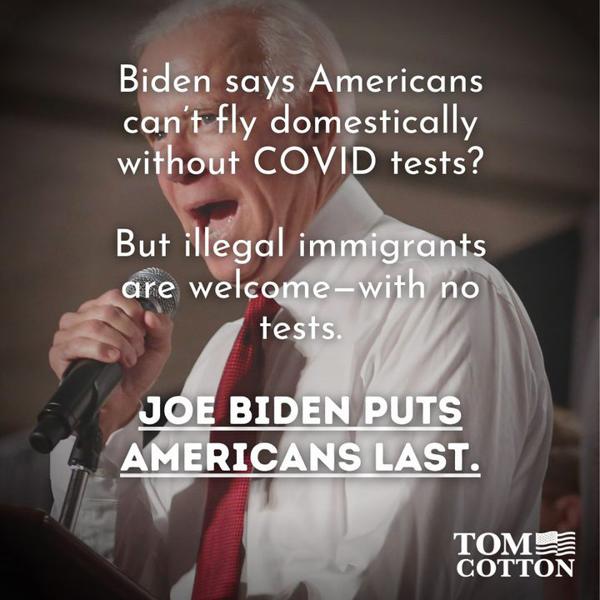 Biden says Americans
can't fly domestically
without COVID tests?
But illegal immigrants
are welcome—with no
tests.
JOE BIDEN PUTS
AMERICANS LAST.
TOM
COTTON